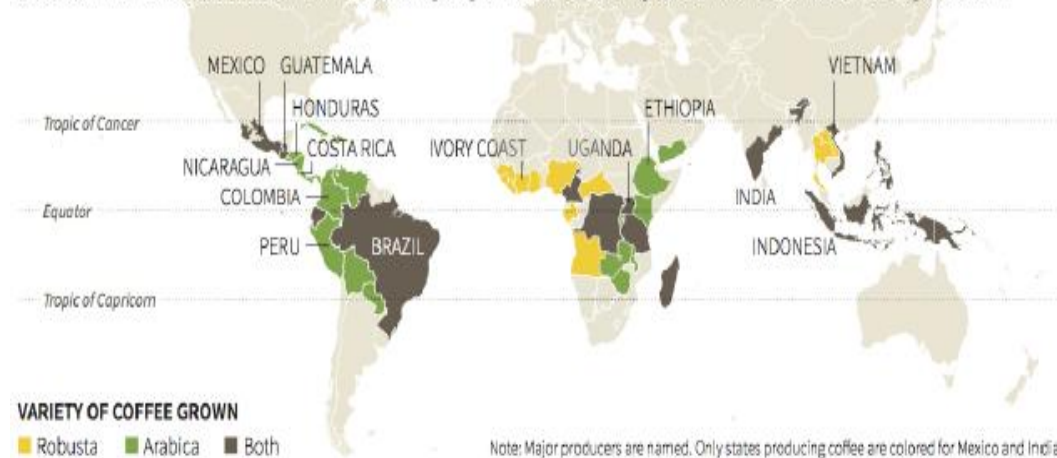 MEXICO GUATEMALA
VIETNAM
HONDURAS
ETHIOPIA
Tropic of Cancer
NICARAGUA
COSTA RICA
IVORY COAST
UGANDA
COLOMBIA
INDIA
Equator
PERU
BRAZIL
INDONESIA
Tropic of Capricorn
VARIETY OF COFFEE GROWN
Robusta Arabica Both
Note: Major producers are named. Only states producing coffee are colored for Mexico and India